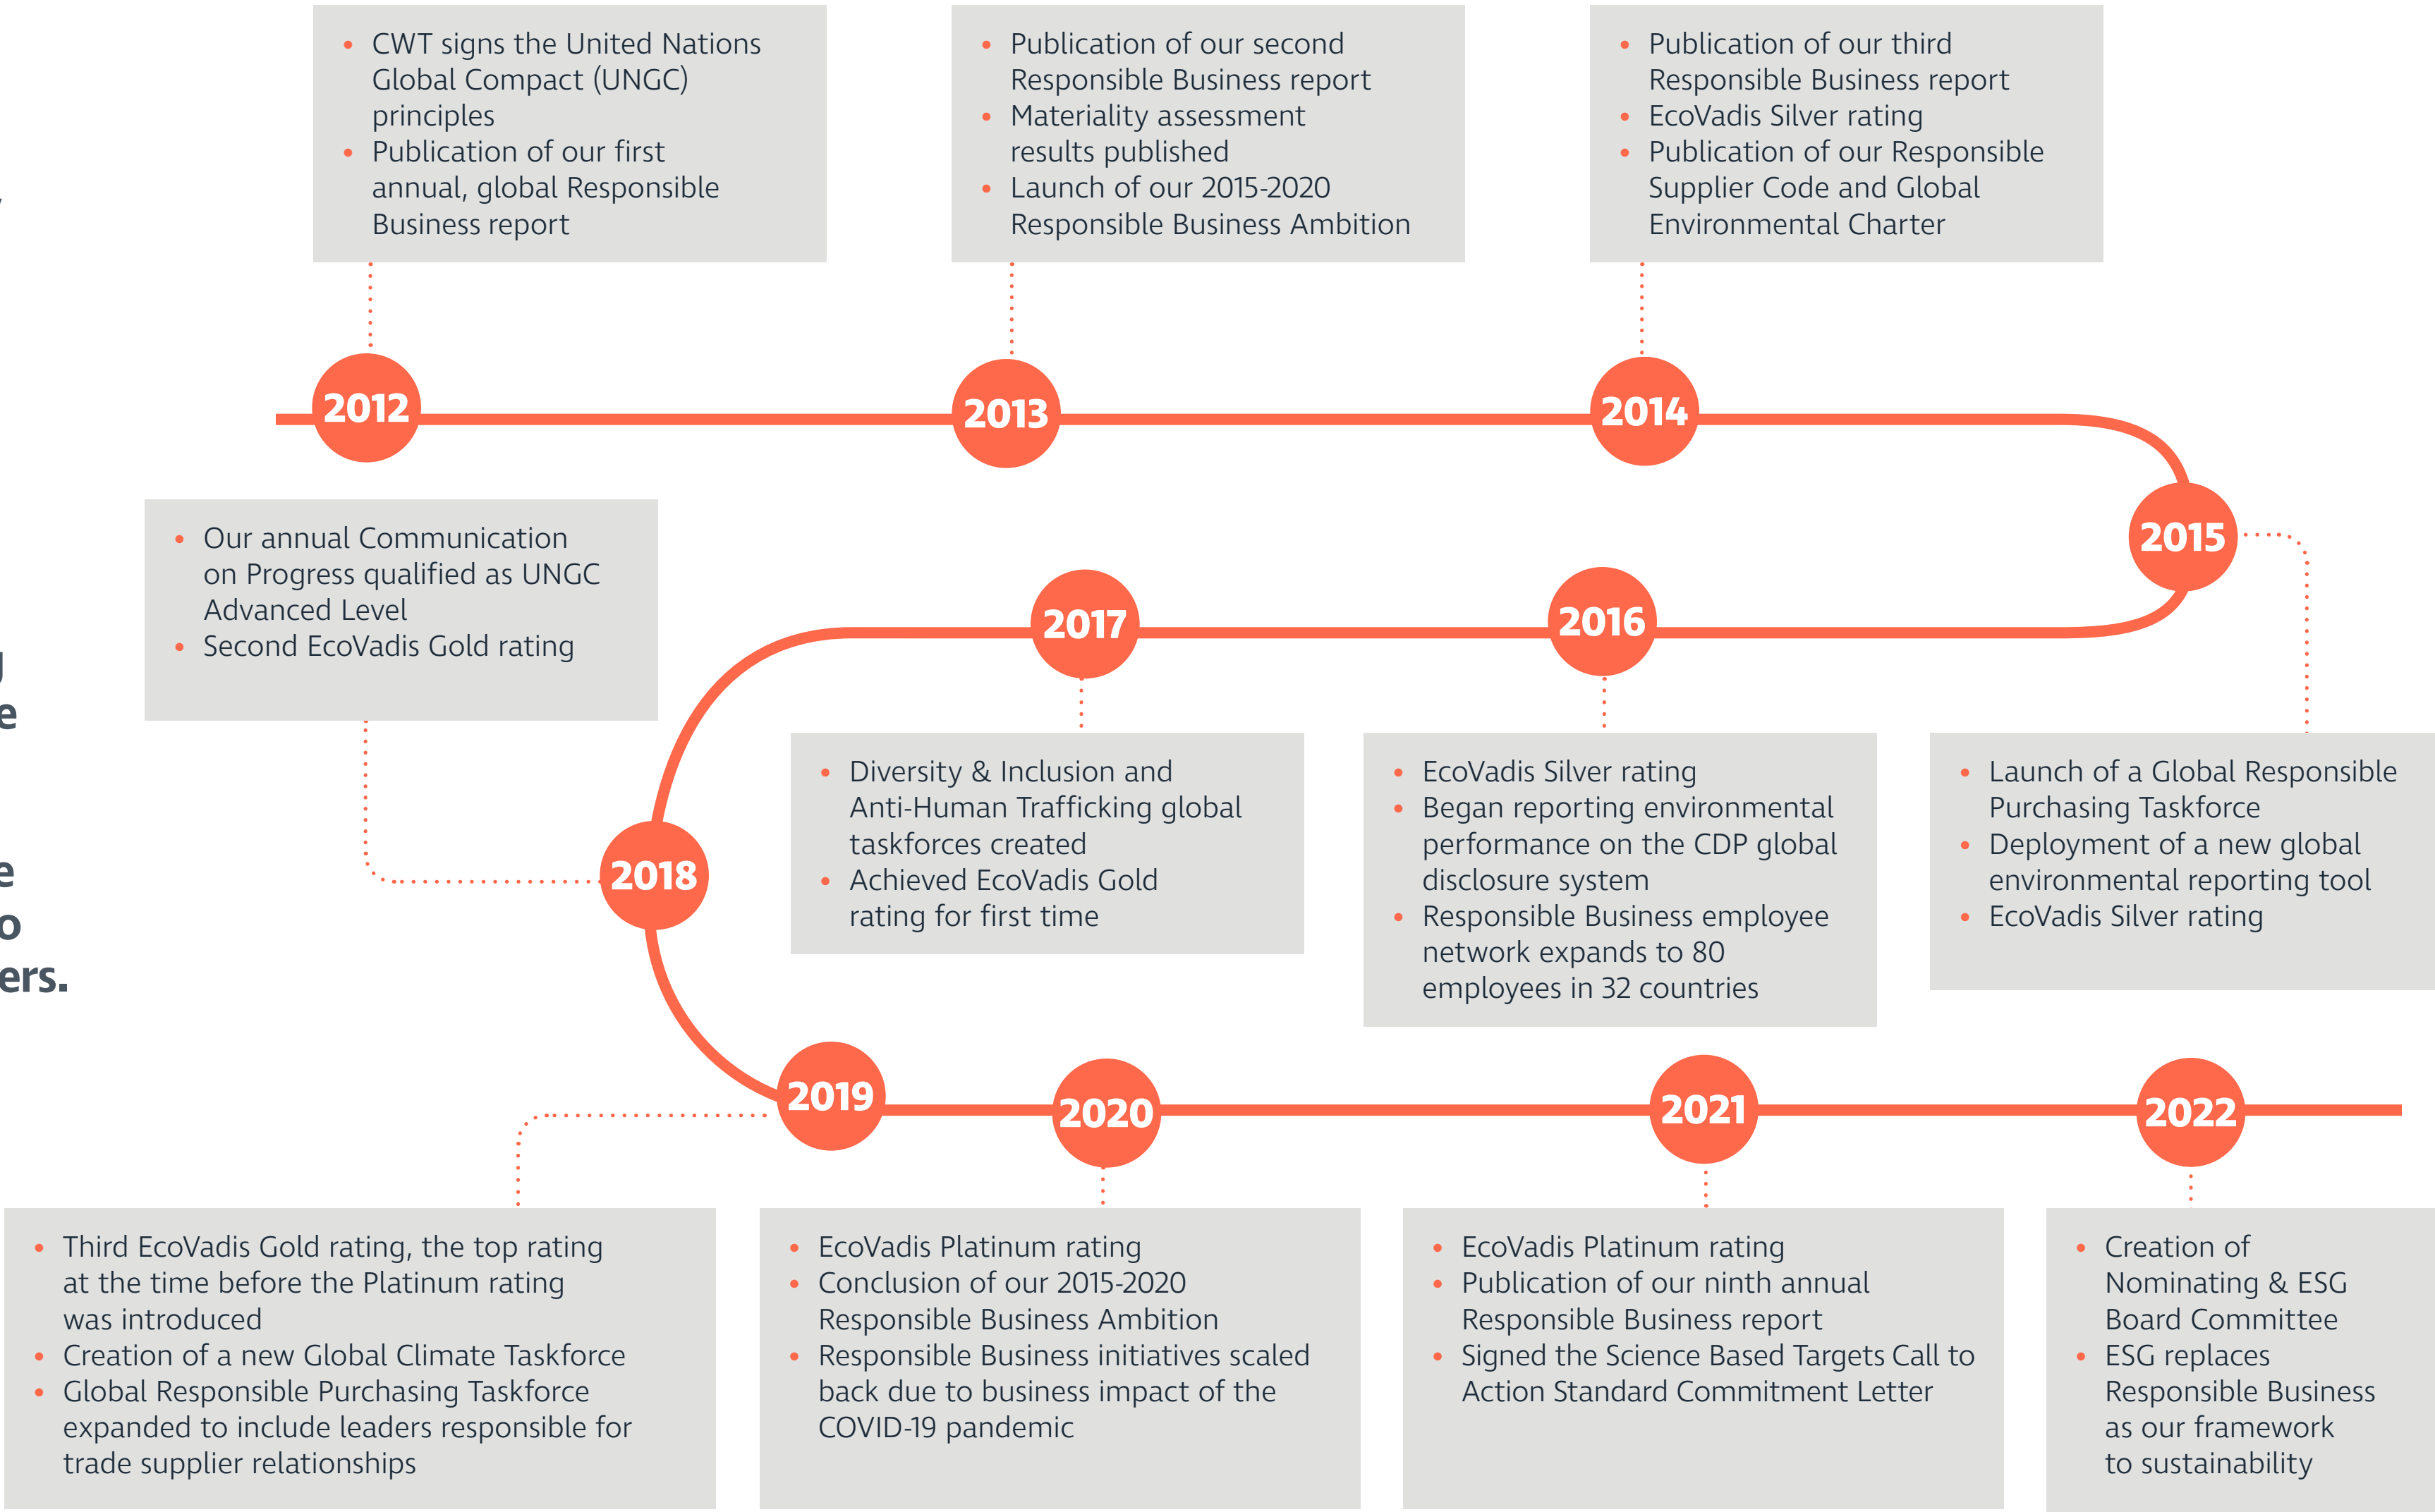 • CWT signs the United Nations
Global Compact (UNGC)
principles
• Publication of our first
annual, global Responsible
Business report
• Publication of our second
Responsible Business report
• Materiality assessment
results published
• Launch of our 2015-2020
Responsible Business Ambition
• Publication of our third
Responsible Business report
• EcoVadis Silver rating
• Publication of our Responsible
Supplier Code and Global
Environmental Charter
2012
2013
2014
2015
• Our annual Communication
on Progress qualified as UNGC
Advanced Level
• Second EcoVadis Gold rating
2017
2016
2018
• Diversity & Inclusion and
Anti-Human Trafficking global
taskforces created
• Achieved EcoVadis Gold
rating for first time
• EcoVadis Silver rating
• Began reporting environmental
performance on the CDP global
disclosure system
• Responsible Business employee
network expands to 80
employees in 32 countries
• Launch of a Global Responsible
Purchasing Taskforce
• Deployment of a new global
environmental reporting tool
• EcoVadis Silver rating
ers.
2019
2020
2021
2022
• Third EcoVadis Gold rating, the top rating
at the time before the Platinum rating
was introduced
• Creation of a new Global Climate Taskforce
• Global Responsible Purchasing Taskforce
expanded to include leaders responsible for
trade supplier relationships
• EcoVadis Platinum rating
• Conclusion of our 2015-2020
Responsible Business Ambition
• Responsible Business initiatives scaled
back due to business impact of the
COVID-19 pandemic
• EcoVadis Platinum rating
• Publication of our ninth annual
Responsible Business report
• Signed the Science Based Targets Call to
Action Standard Commitment Letter
• Creation of
Nominating & ESG
Board Committee
• ESG replaces
Responsible Business
as our framework
to sustainability